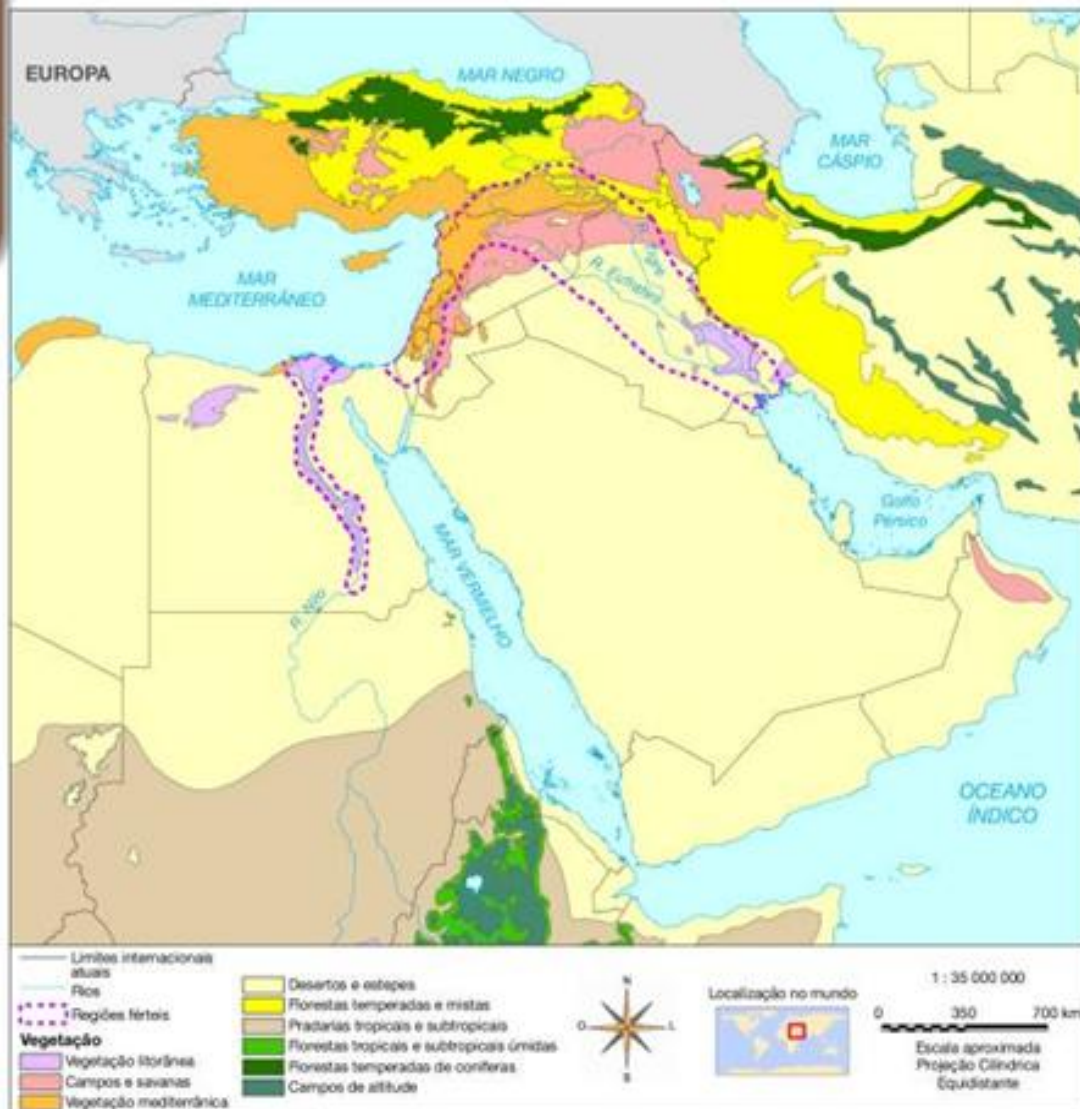 EUROPA
MAR NEGRO
MAR
CÁSPIO
MAR
MEDITERRÂNEO
R. Tigre
R. Eufrates
Golfo
Pérsico
MAR VERMELHO
R. Nilo
OCEANO
ÍNDICO
Limites internacionais
atuais
Rios
Regiões férteis
Vegetação
Vegetação litorânea
Campos e savanas
Vegetação mediterrânica
Desertos e estepes
Florestas temperadas e mistas
Pradarias tropicais e subtropicais
Florestas tropicais e subtropicais úmidas
Florestas temperadas de coníferas
Campos de altitude
N
O
L
S
Localização no mundo
1 : 35 000 000
0 350 700 km
Escala aproximada
Projeção Cilíndrica
Equidistante